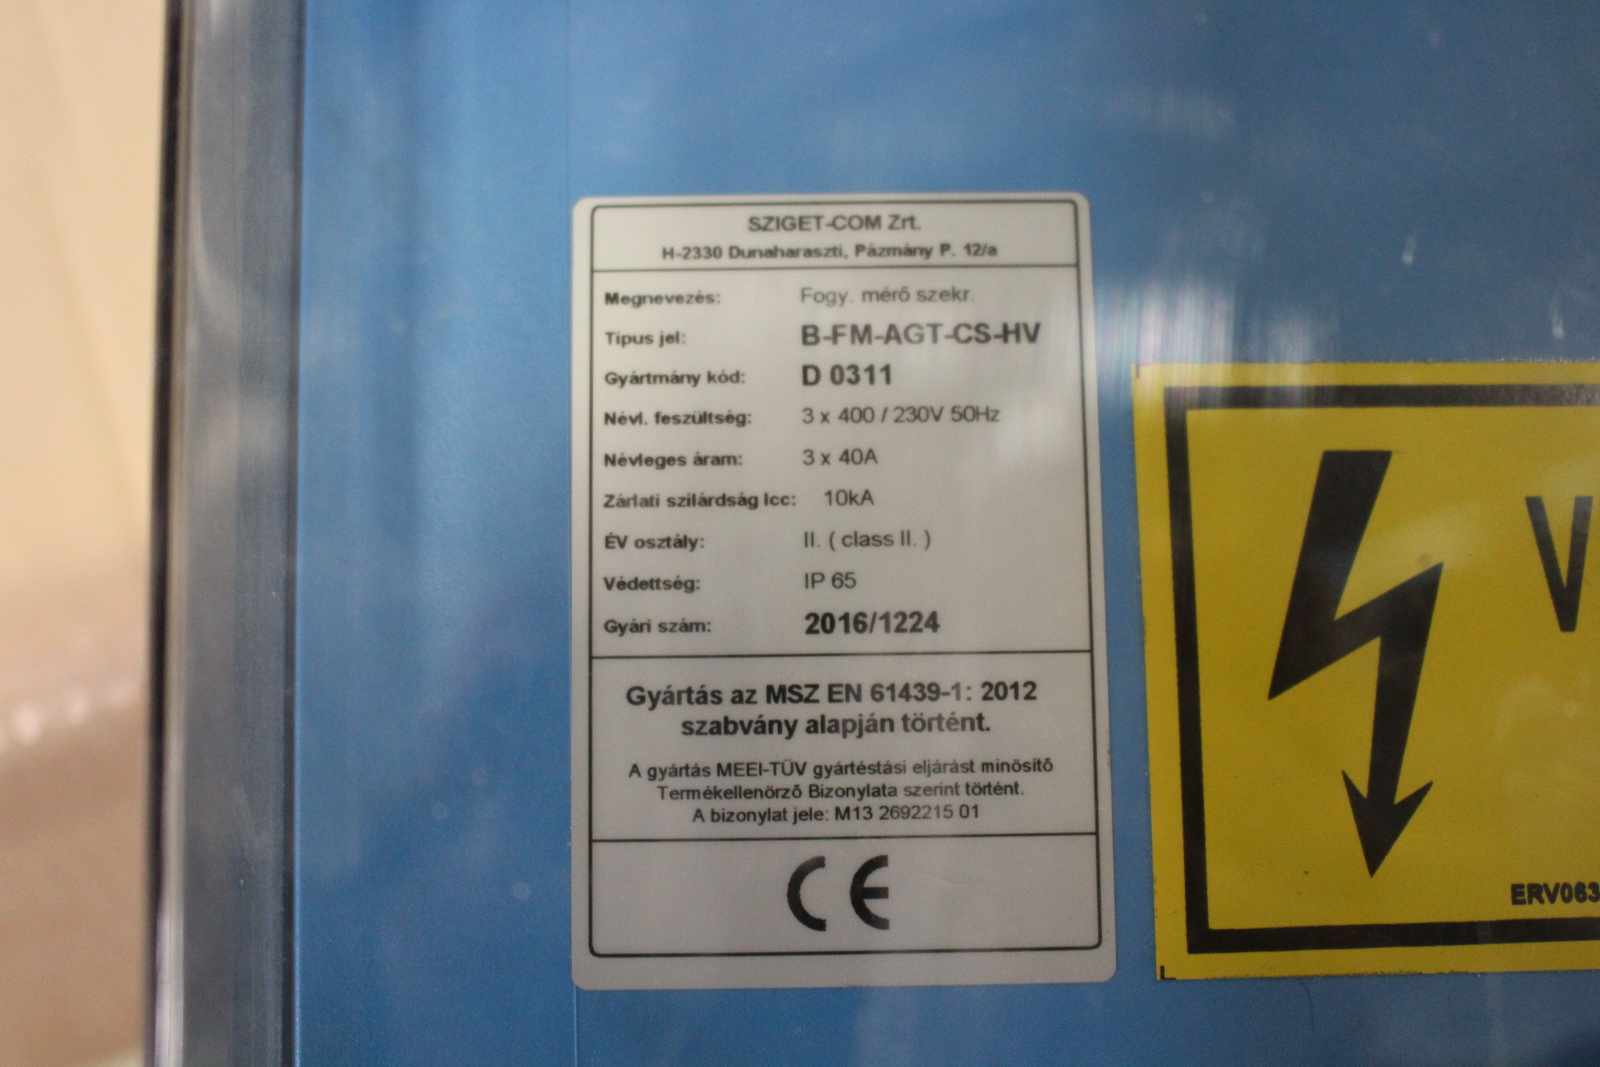 SZIGET-COM Zrt.
H-2330 Dunaharaszti, Pázmány P. 12/a
Megnevezés: Fogy. mérő szekr.
Típus jel: B-FM-AGT-CS-HV
Gyártmány kód: D 0311
Névl. feszültség: 3 x 400 / 230V 50Hz
Névleges áram: 3 x 40A
Zárlati szilárdság Icc: 10kA
ÉV osztály: II. ( class II. )
Védettség: IP 65
Gyári szám: 2016/1224
Gyártás az MSZ EN 61439-1: 2012
szabvány alapján történt.
A gyártás MEEI-TÜV gyártéstási eljárást minösítő
Termékellenörző Bizonylata szerint történt.
A bizonylat jele: M13 2692215 01
CE
V
ERV063